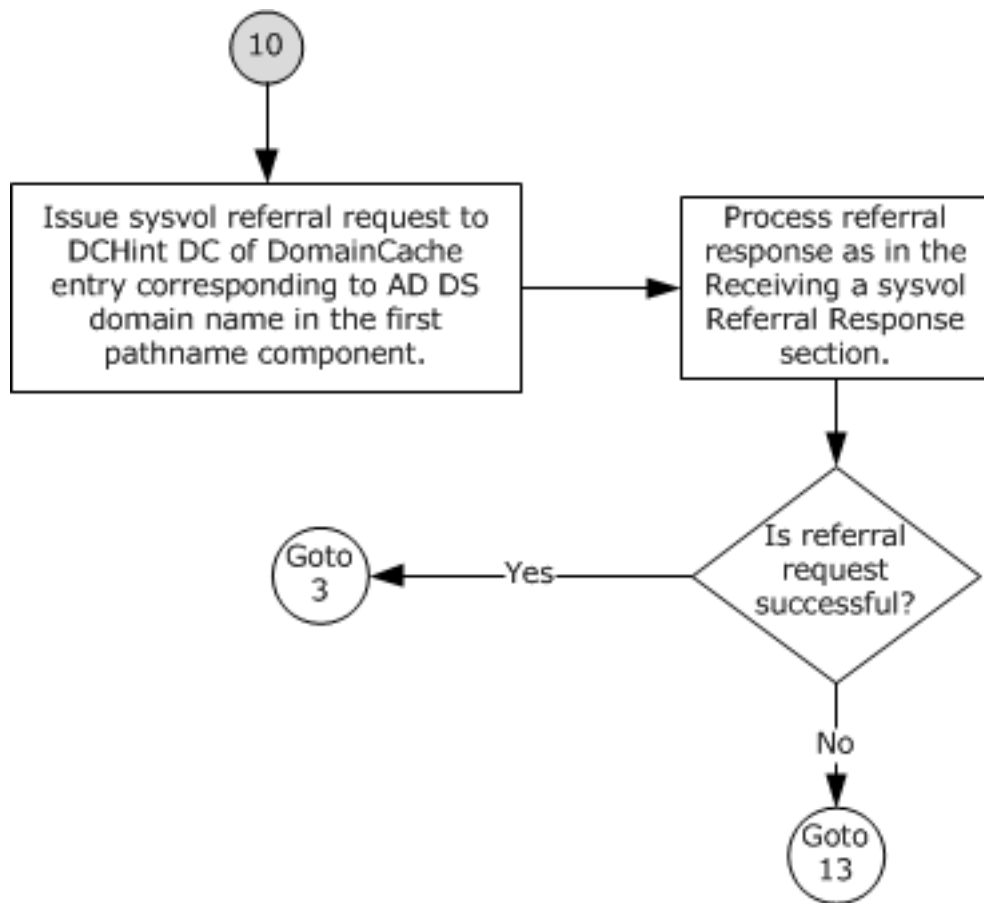 10
Issue sysvol referral request to
DCHint DC of DomainCache
entry corresponding to AD DS
domain name in the first
pathname component.
Process referral
response as in the
Receiving a sysvol
Referral Response
section.
Is referral
request
successful?
Yes
Goto
3
No
Goto
13